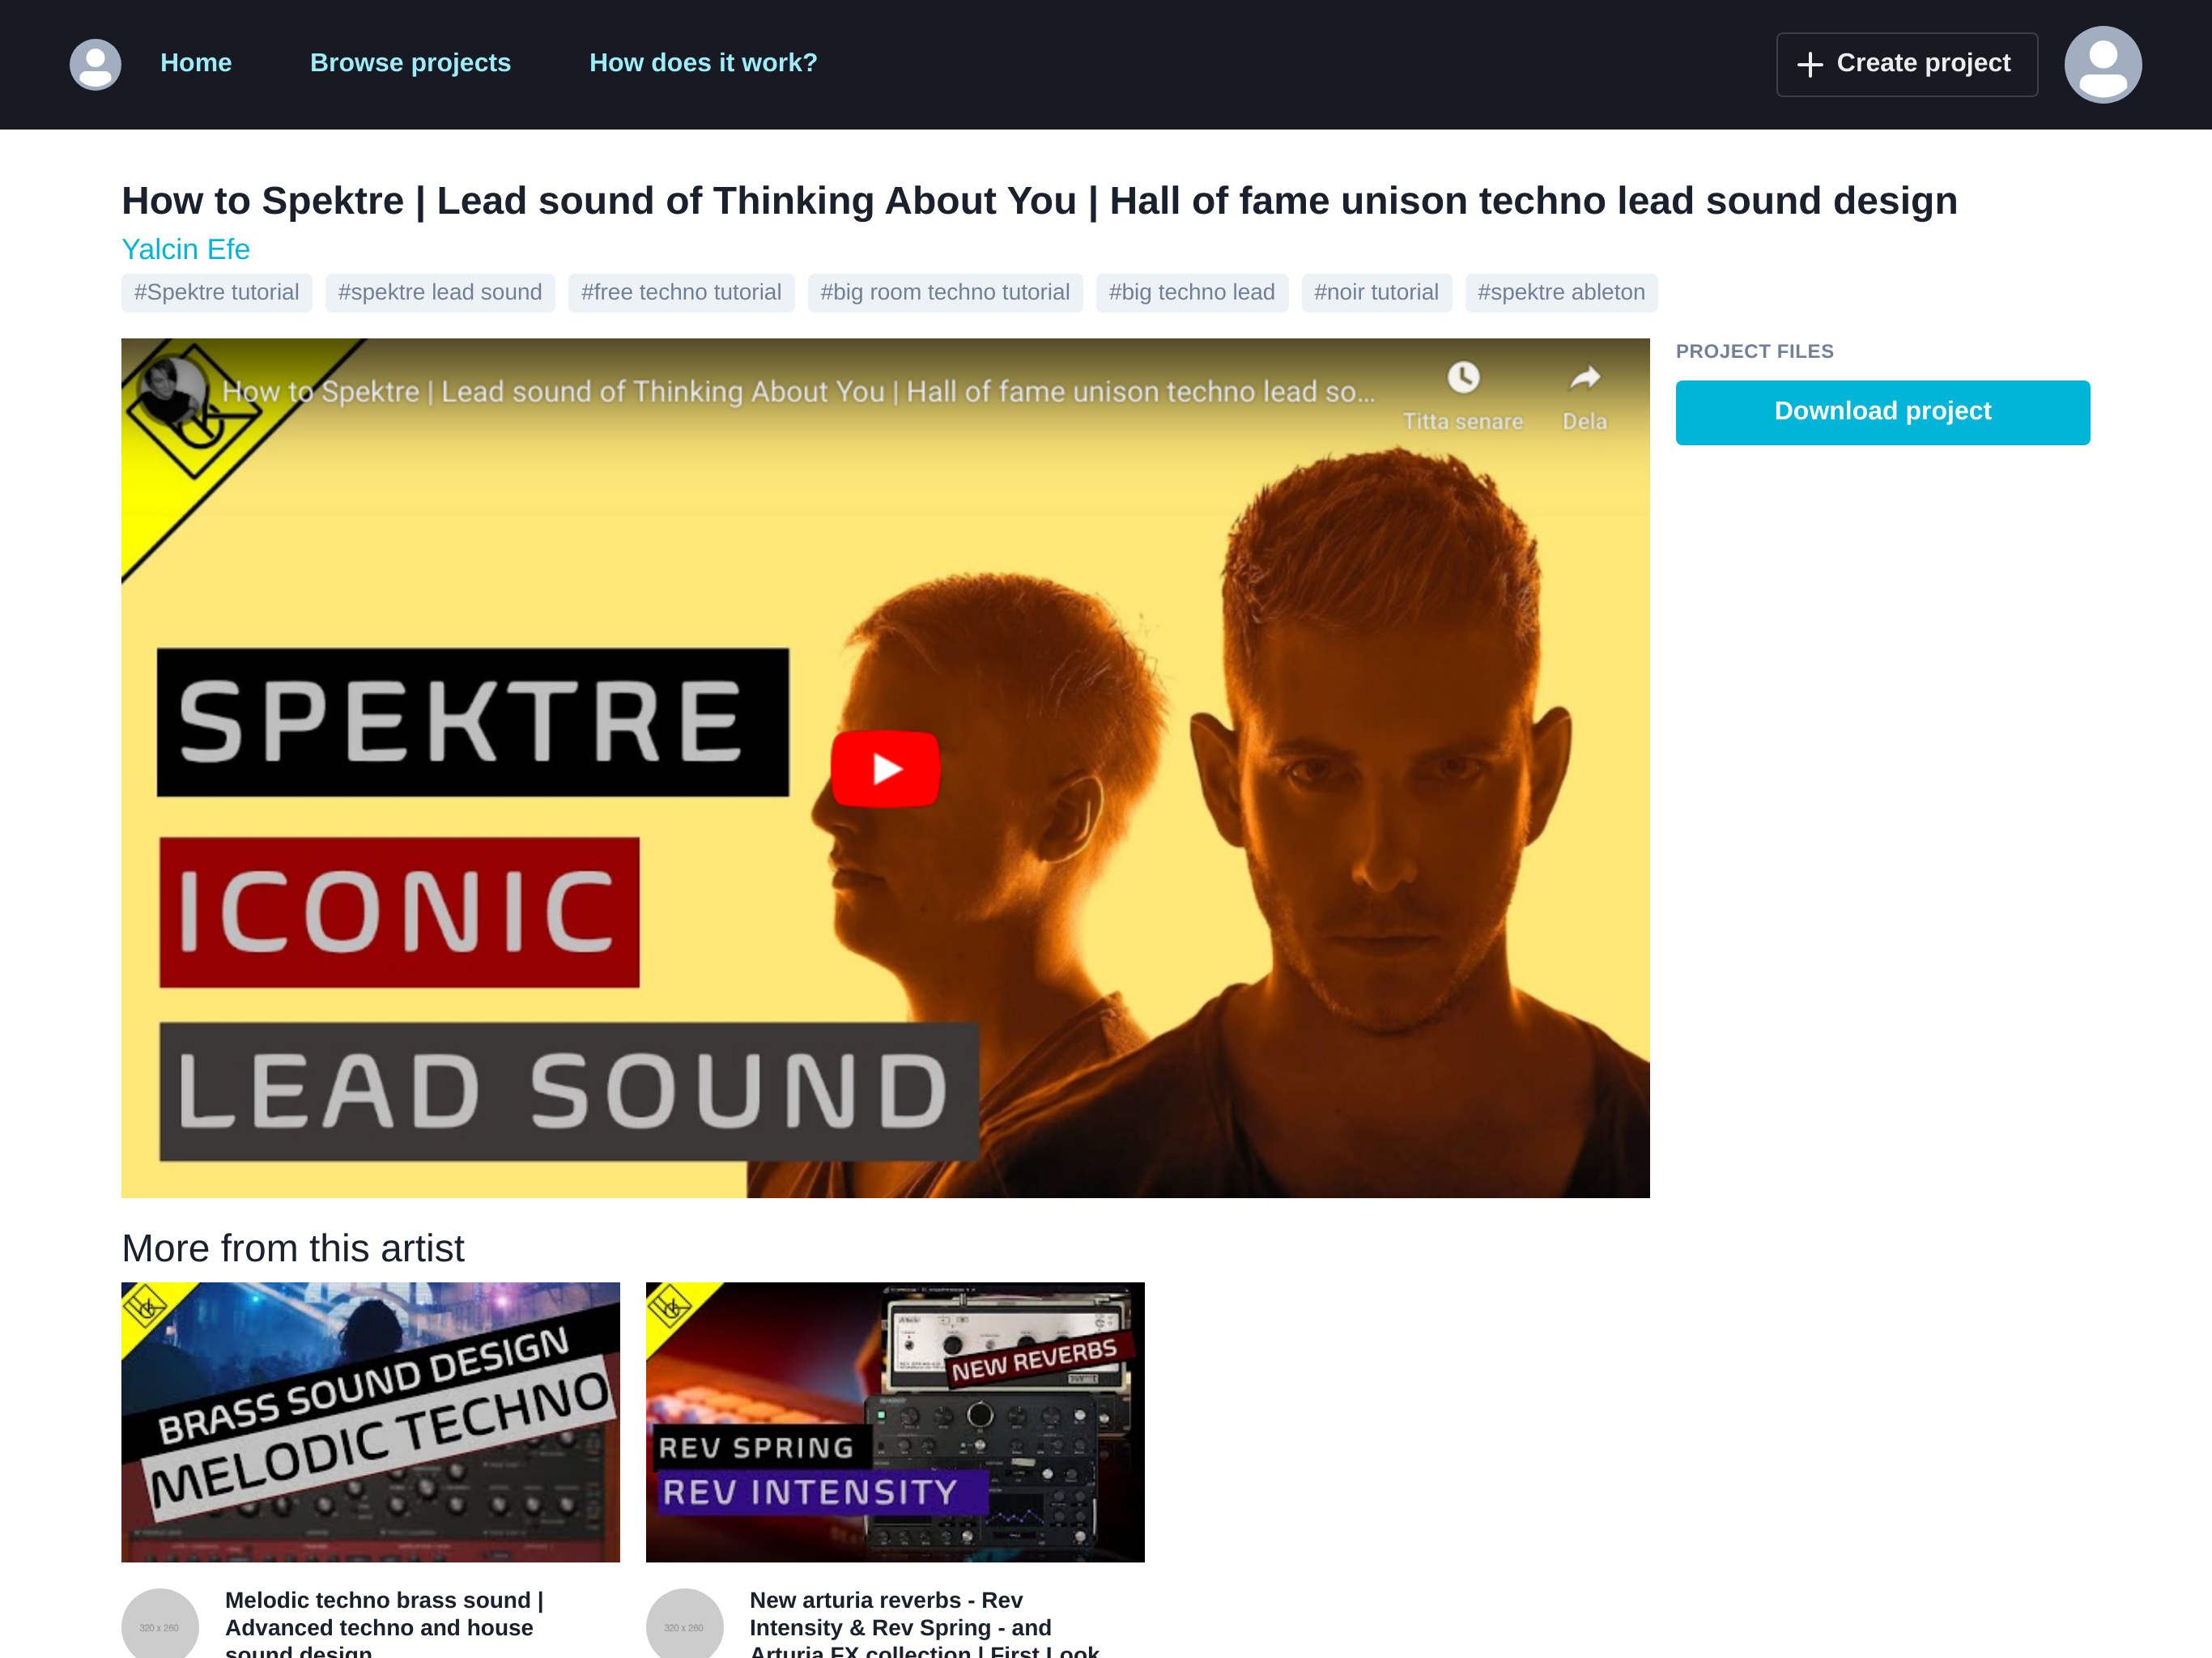 Home
Browse projects
How does it work?
Create project
How to Spektre | Lead sound of Thinking About You | Hall of fame unison techno lead sound design
Yalcin Efe
#Spektre tutorial
#spektre lead sound
#free techno tutorial
#big room techno tutorial
#big techno lead
#noir tutorial
#spektre ableton
How to Spektre | Lead sound of Thinking About You | Hall of fame unison techno lead so...
Titta senare
Dela
SPEKTRE
ICONIC
LEAD SOUND
PROJECT FILES
Download project
More from this artist
BRASS SOUND DESIGN
MELODIC TECHNO
NEW REVERBS
REV SPRING
REV INTENSITY
320 x 260
Melodic techno brass sound |
Advanced techno and house
sound design
320 x 260
New arturia reverbs - Rev
Intensity & Rev Spring - and
Arturia FX collection | First Look